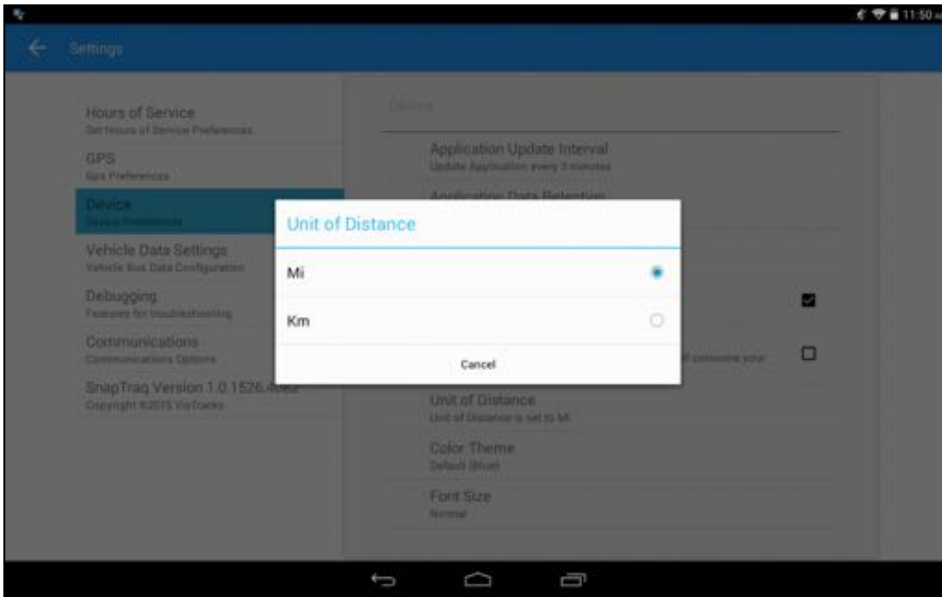 11:50 AM
Settings
Hours of Service
Set Hours of Service Preferences
GPS
Gps Preferences
Device
Device Preferences
Vehicle Data Settings
Vehicle Bus Data Configuration
Debugging
Features for troubleshooting
Communications
Communications Options
SnapTraq Version 1.0.1526
Copyright ©2015 VisTracks
Device
Application Update Interval
Update Application every 3 minutes
Application Data Retention
Unit of Distance
Mi
Km
Cancel
consume your
Unit of Distance
Unit of Distance is set to Mi
Color Theme
Default (Blue)
Font Size
Normal